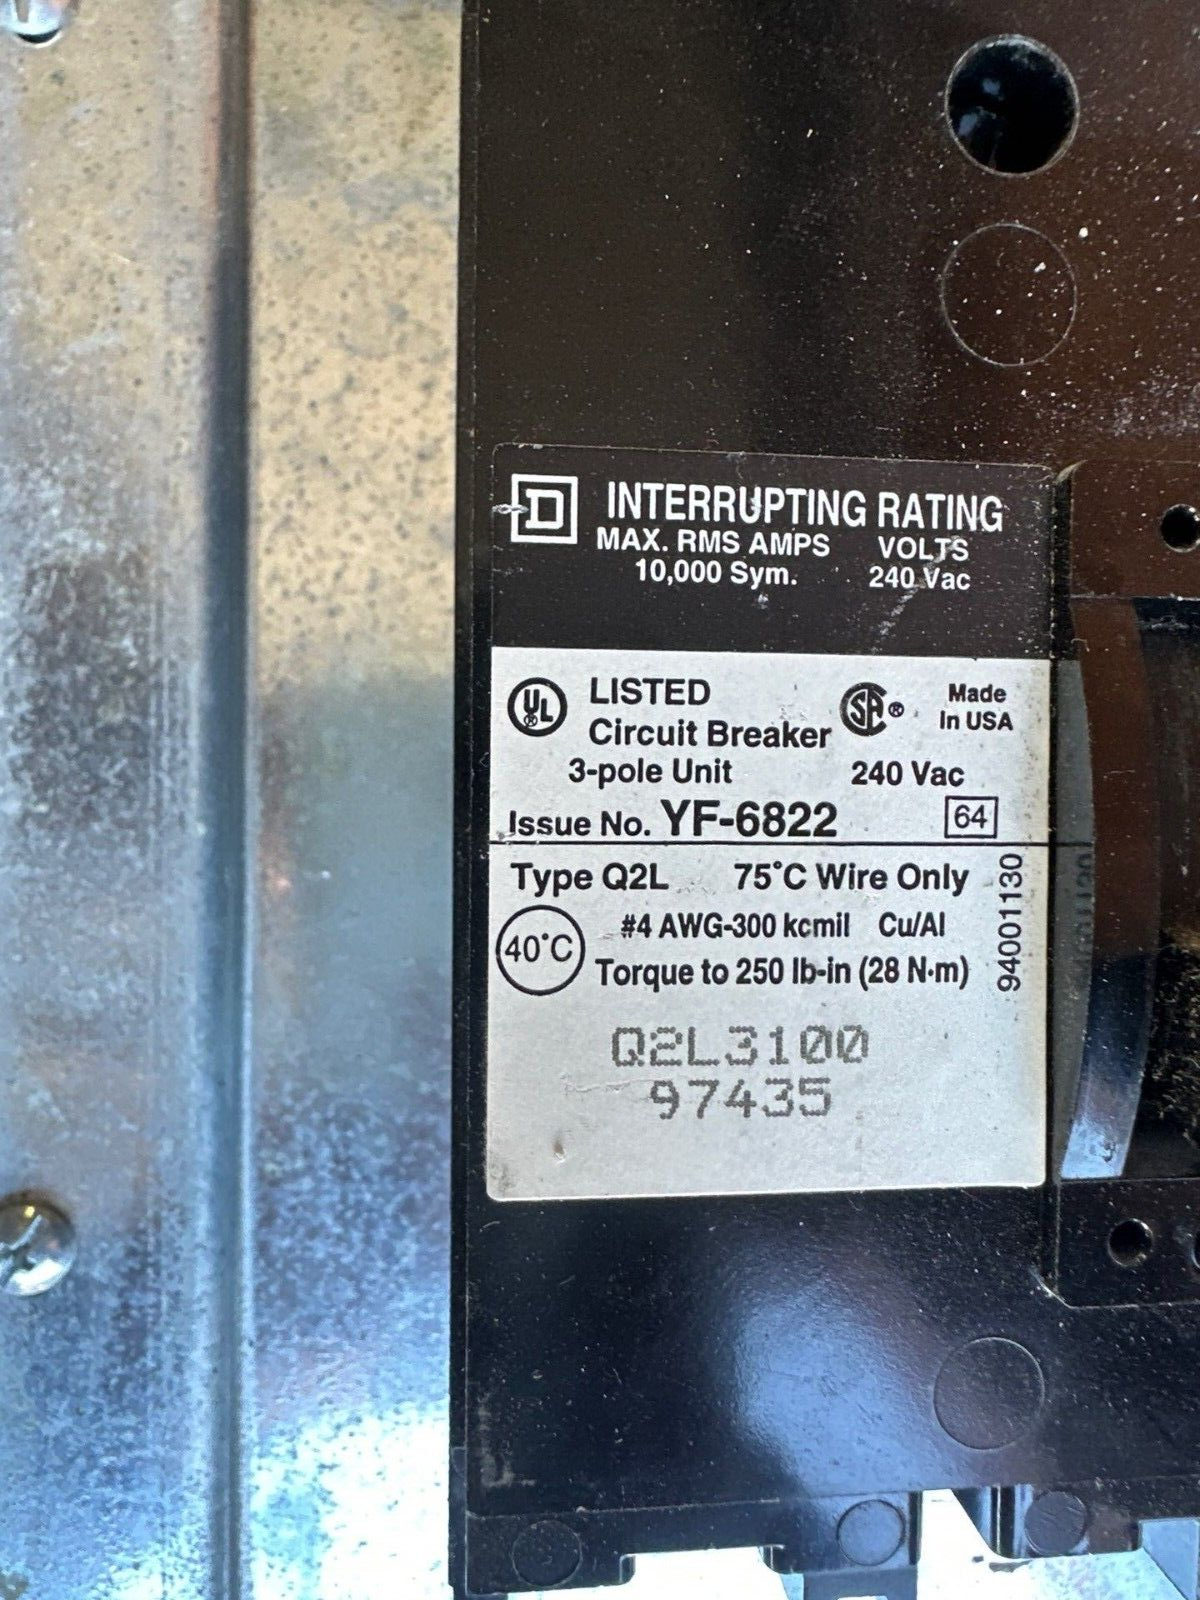 D INTERRUPTING RATING
MAX. RMS AMPS VOLTS
10,000 Sym. 240 Vac
UL® LISTED SA® Made
Circuit Breaker In USA
3-pole Unit 240 Vac
Issue No. YF-6822 64
Type Q2L 75°C Wire Only
40°C #4 AWG-300 kcmil Cu/Al
Torque to 250 lb-in (28 N·m)
94001130
Q2L3100
97435